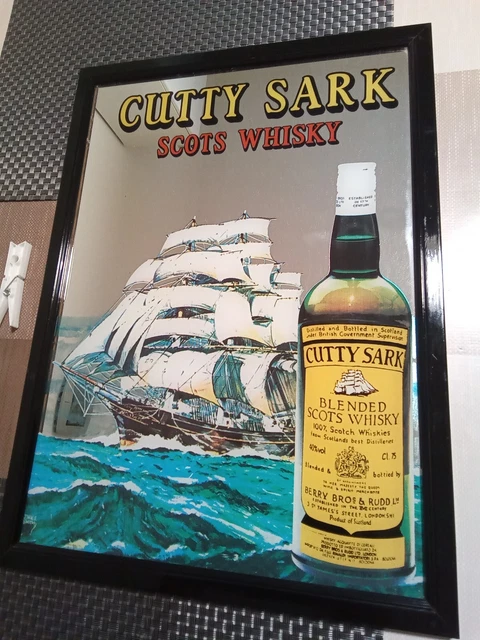 CUTTY SARK
SCOTS WHISKY
ESTABLISHED
Distilled and Bottled in Scotland
under British Government Supervision
CUTTY SARK
BLENDED
SCOTS WHISKY
100% Scotch Whiskies
from Scotlands best Distilleries
40%vol
Cl. 75
Blended &
bottled by
BERRY BROS & RUDD LTD
3 ST JAMES'S STREET, LONDON
Product of Scotland